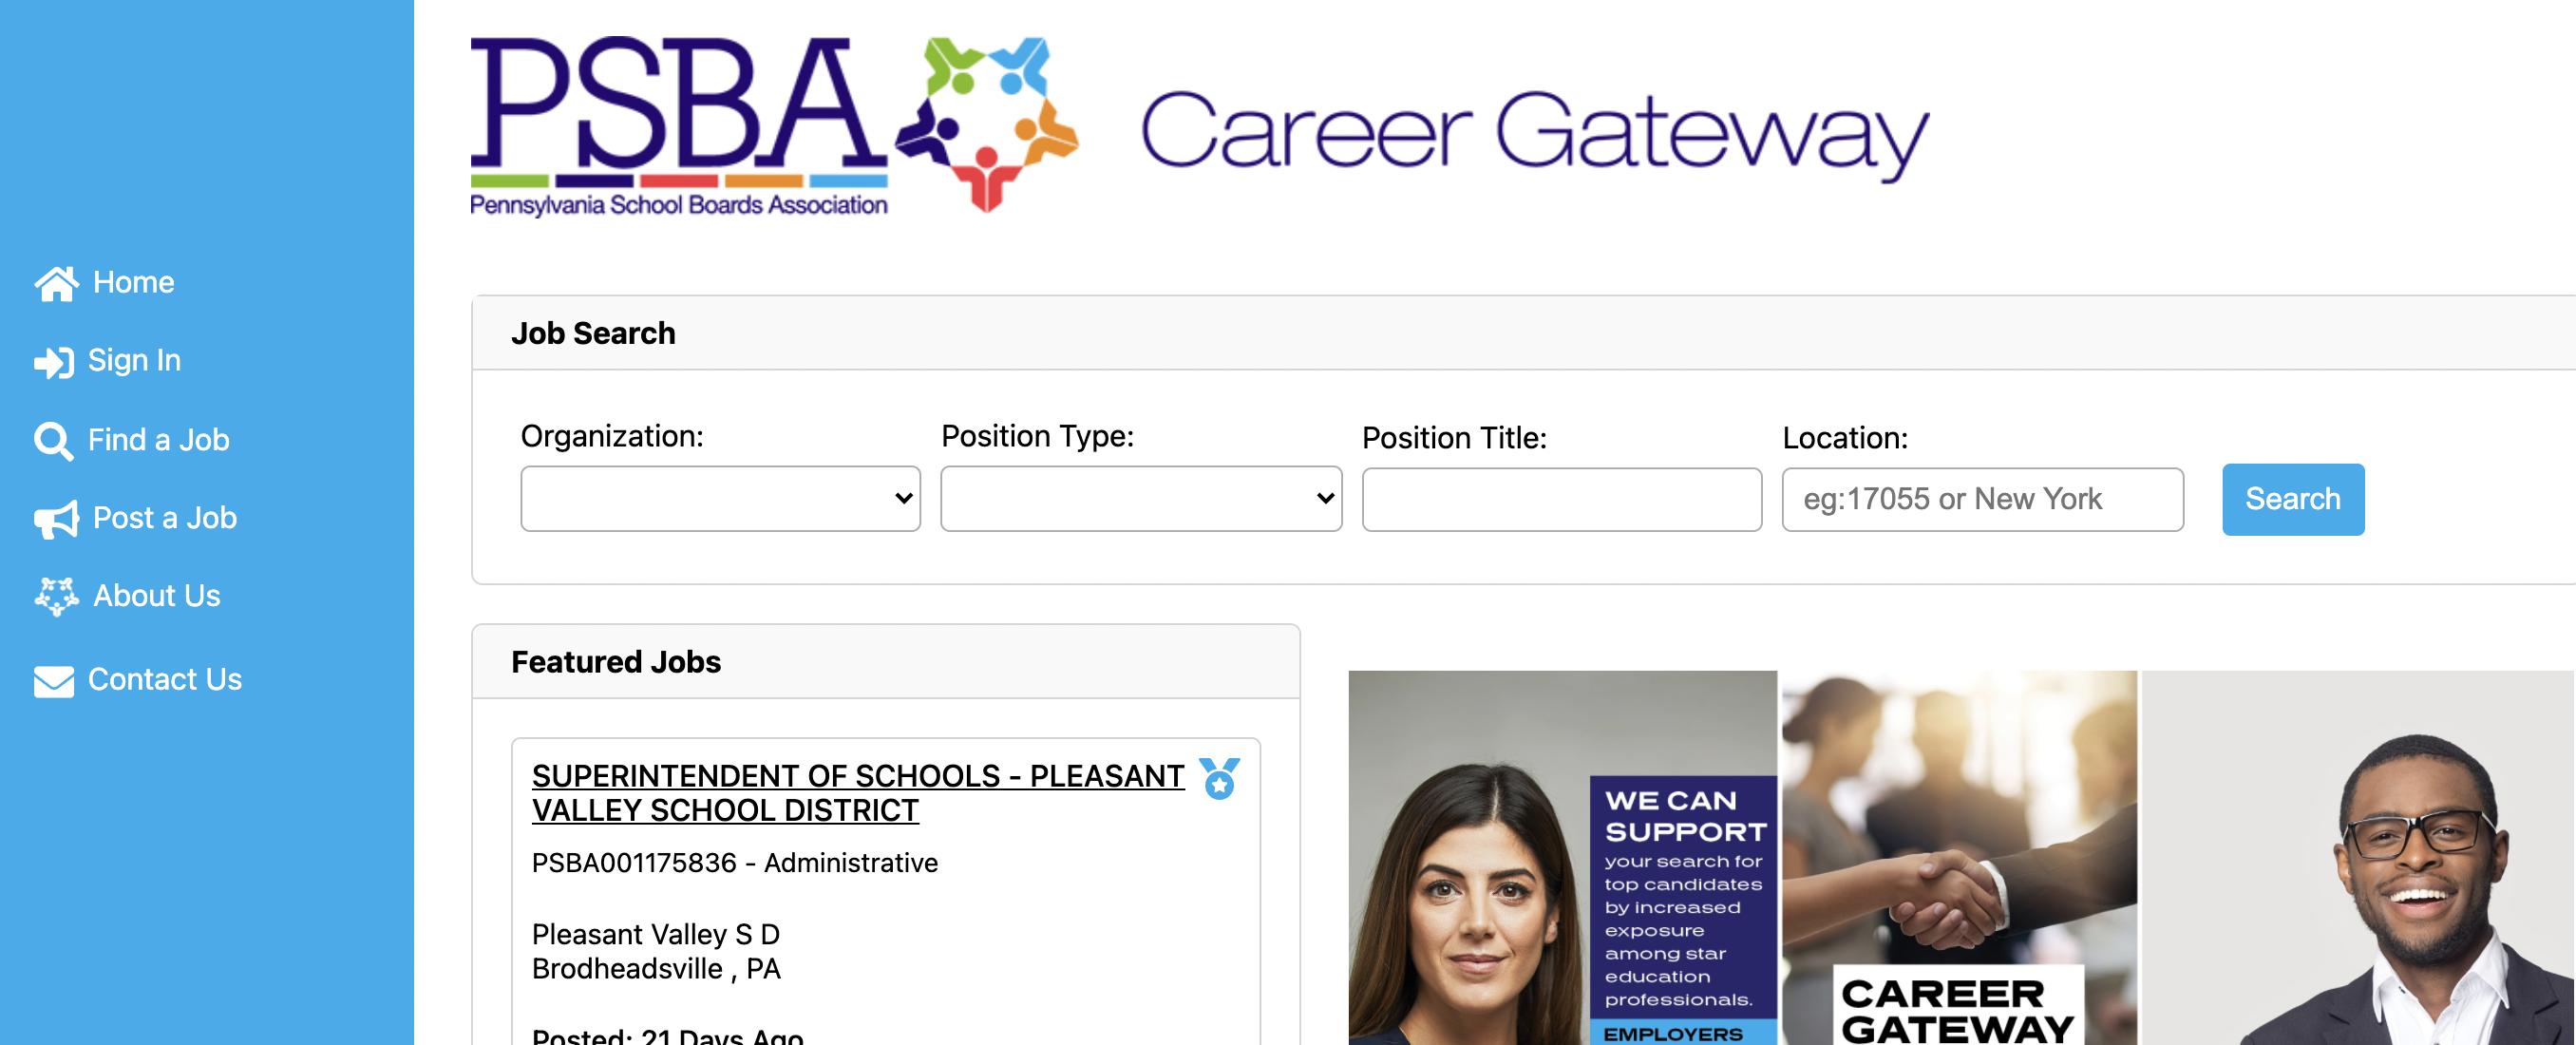 PSBA
Pennsylvania School Boards Association
Career Gateway
Home
Sign In
Find a Job
Post a Job
About Us
Contact Us
Job Search
Organization:
Position Type:
Position Title:
Location:
eg:17055 or New York
Search
Featured Jobs
SUPERINTENDENT OF SCHOOLS - PLEASANT
VALLEY SCHOOL DISTRICT
PSBA001175836 - Administrative
Pleasant Valley S D
Brodheadsville , PA
Posted: 21 Days Ago
WE CAN
SUPPORT
your search for
top candidates
by increased
exposure
among star
education
professionals.
EMPLOYERS
CAREER
GATEWAY